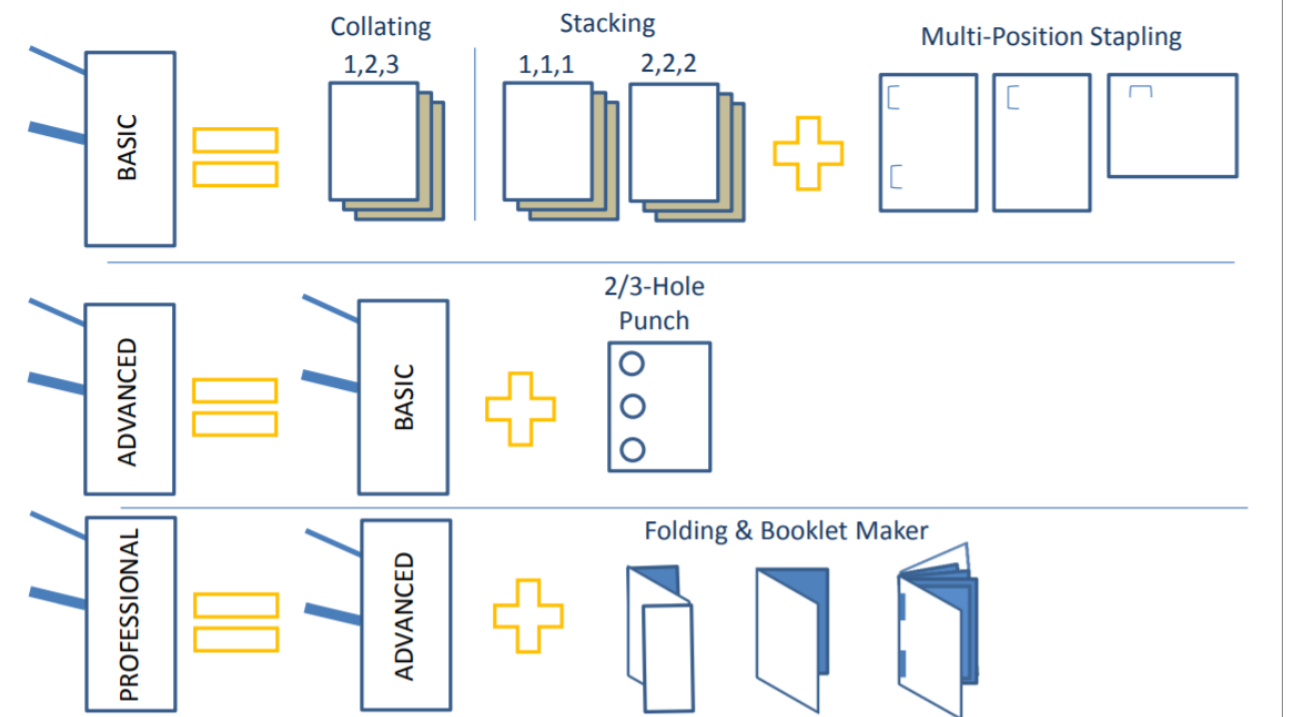 Collating
Stacking
Multi-Position Stapling
1,2,3
1,1,1
2,2,2
BASIC
2/3-Hole
Punch
ADVANCED
BASIC
Folding & Booklet Maker
PROFESSIONAL
ADVANCED